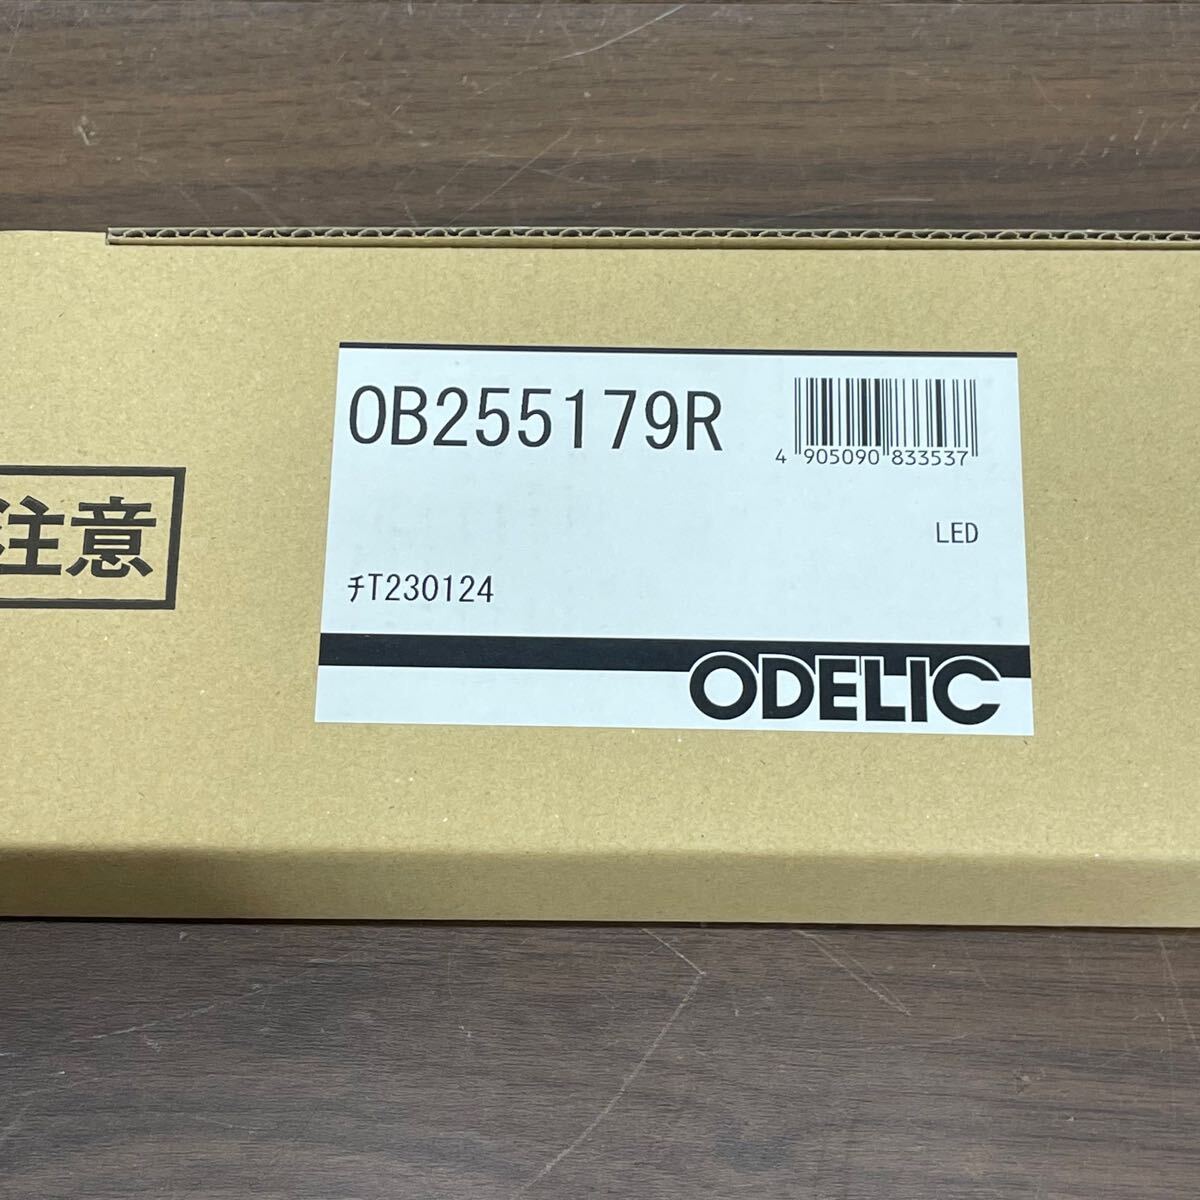 OB255179R
4 905090 833537
LED
注意
ﾁT230124
ODELIC